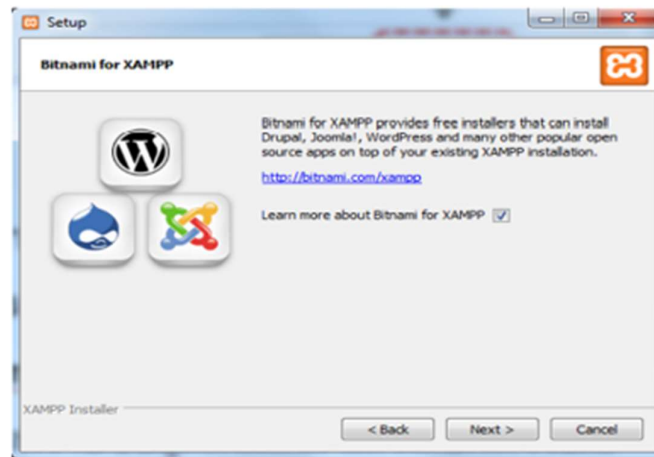 Setup
Bitnami for XAMPP
Bitnami for XAMPP provides free installers that can install
Drupal, Joomla!, WordPress and many other popular open
source apps on top of your existing XAMPP installation.
http://bitnami.com/xampp
Learn more about Bitnami for XAMPP
XAMPP Installer
< Back
Next >
Cancel